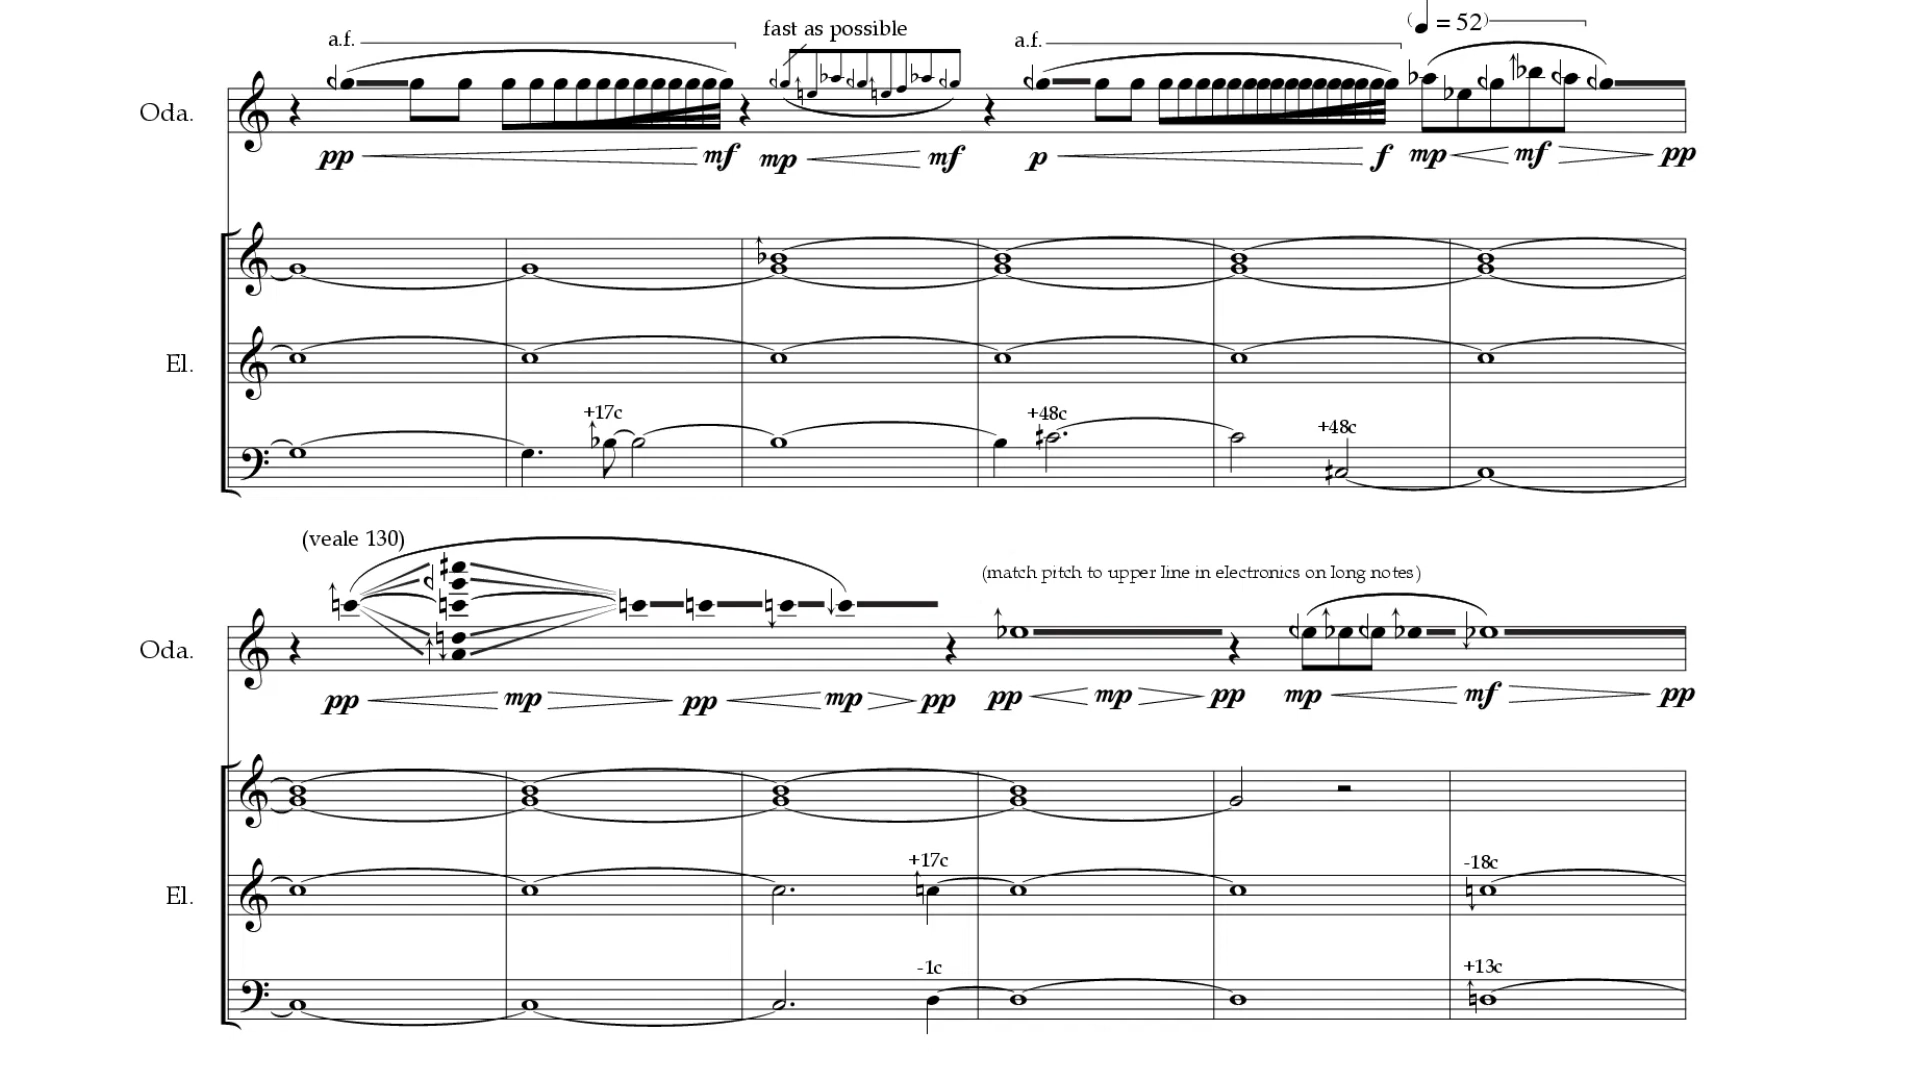 (♩ = 52)
fast as possible
a.f.
a.f.
Oda.
pp mf mp mf p f mp mf pp
El.
+17c
+48c
+48c
(veale 130)
(match pitch to upper line in electronics on long notes)
Oda.
pp mp pp mp pp pp mp pp mp mf pp
+17c
-18c
El.
-1c
+13c